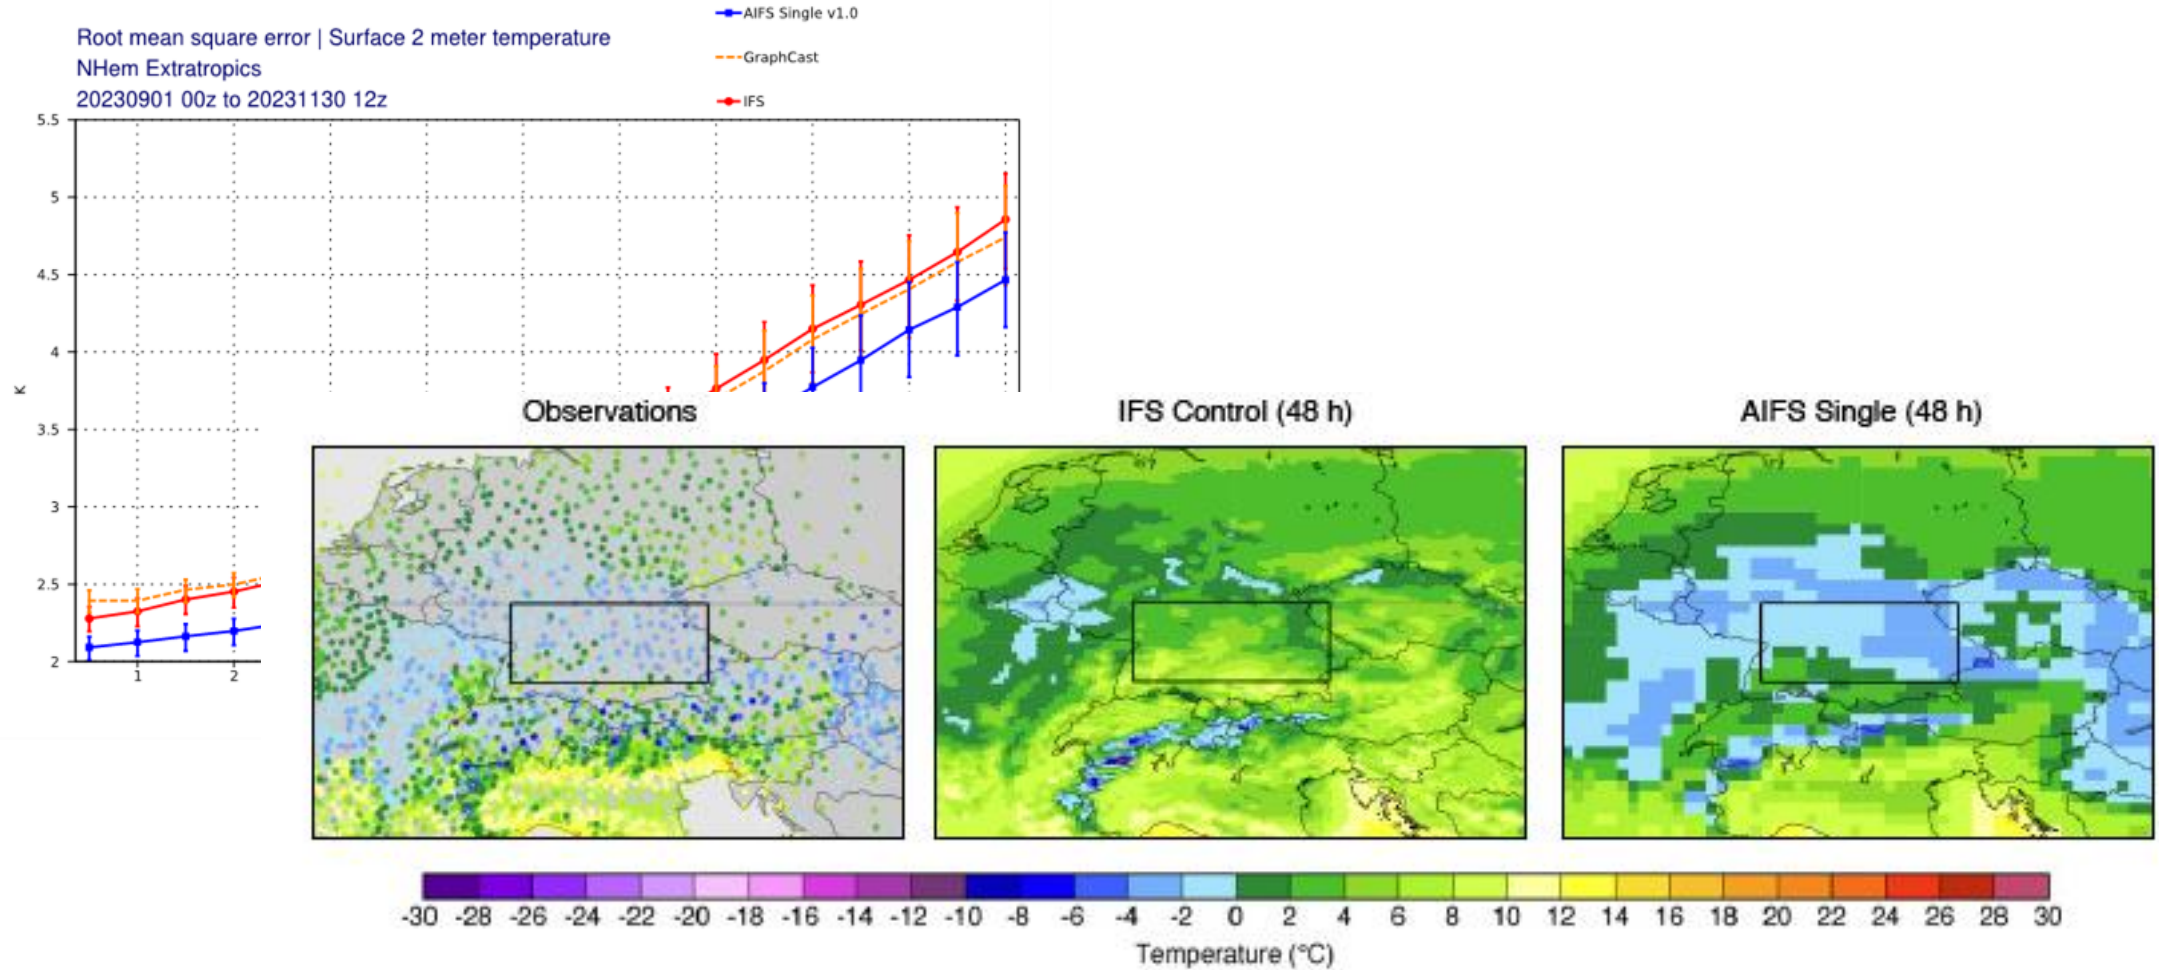 AIFS Single v1.0
Root mean square error | Surface 2 meter temperature
GraphCast
NHem Extratropics
20230901 00z to 20231130 12z
IFS
5.5
5
4.5
4
K
3.5
3
2.5
2
1 2
Observations IFS Control (48 h) AIFS Single (48 h)
-30 -28 -26 -24 -22 -20 -18 -16 -14 -12 -10 -8 -6 -4 -2 0 2 4 6 8 10 12 14 16 18 20 22 24 26 28 30
Temperature (°C)